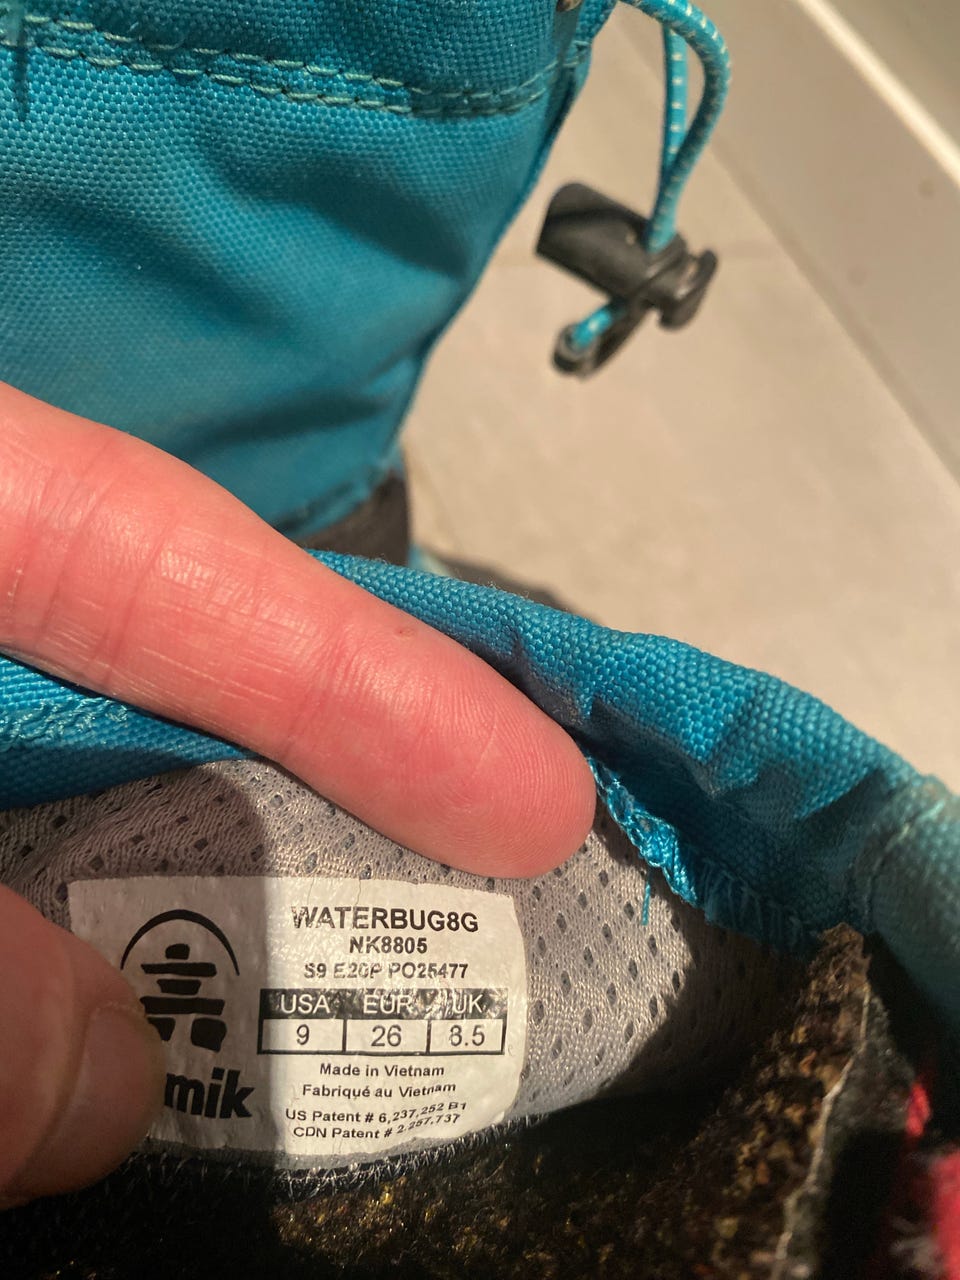 WATERBUG8G
NK8805
S9 E20P PO25477
USA EUR UK
9 26 8.5
Made in Vietnam
Fabriqué au Vietnam
US Patent # 6,237,252 B1
CDN Patent # 2,257,737
mik